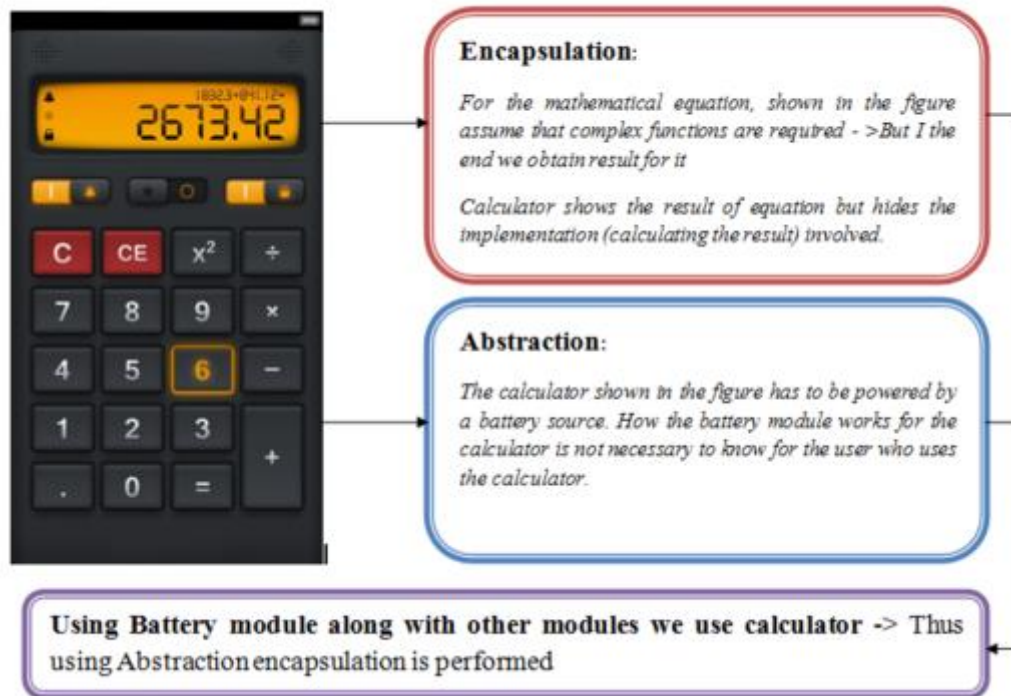 1832.3+841.12=
2673.42
C CE x² ÷
7 8 9 ×
4 5 6 −
1 2 3 +
. 0 =
Encapsulation:
For the mathematical equation, shown in the figure
assume that complex functions are required - >But I the
end we obtain result for it
Calculator shows the result of equation but hides the
implementation (calculating the result) involved.
Abstraction:
The calculator shown in the figure has to be powered by
a battery source. How the battery module works for the
calculator is not necessary to know for the user who uses
the calculator.
Using Battery module along with other modules we use calculator -> Thus
using Abstraction encapsulation is performed